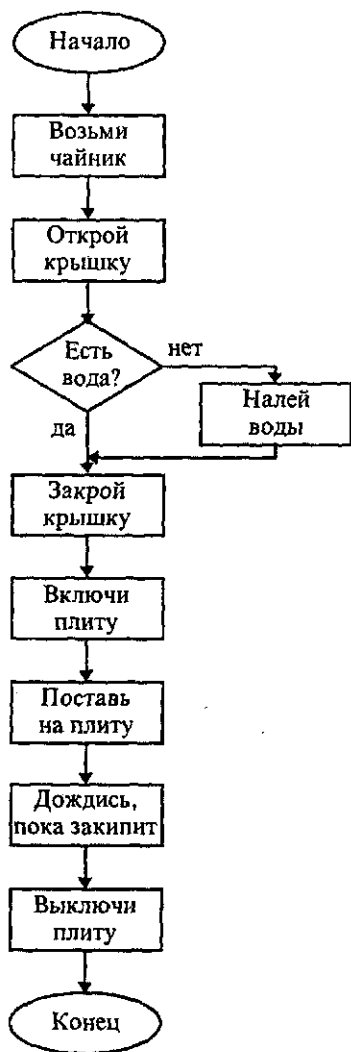 Начало
Возьми
чайник
Открой
крышку
Есть
вода?
нет
Налей
воды
да
Закрой
крышку
Включи
плиту
Поставь
на плиту
Дождись,
пока закипит
Выключи
плиту
Конец